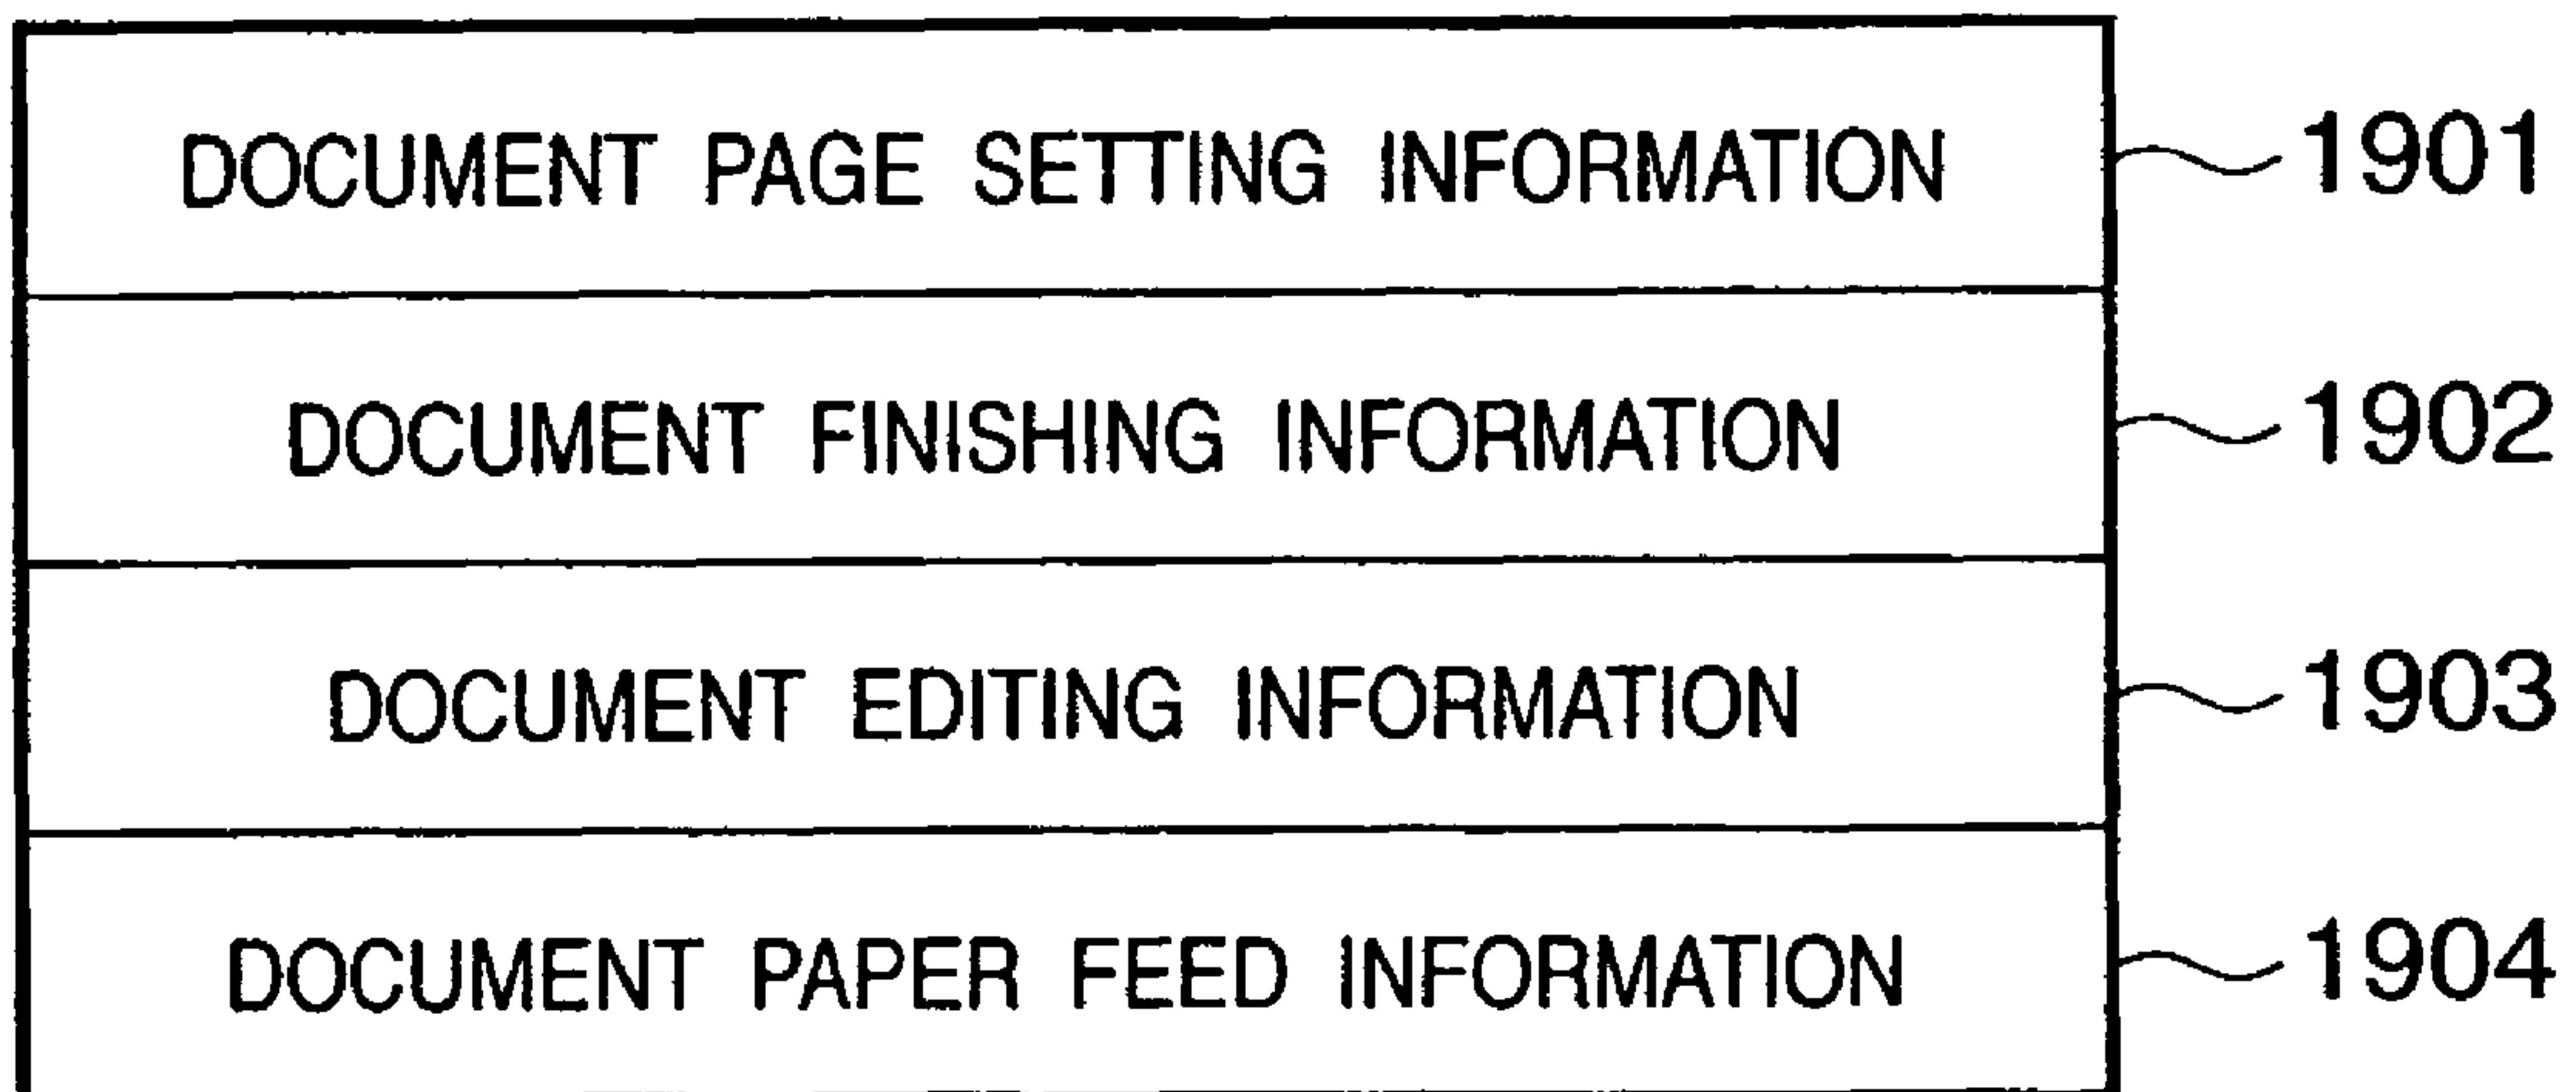 DOCUMENT PAGE SETTING INFORMATION 1901
DOCUMENT FINISHING INFORMATION 1902
DOCUMENT EDITING INFORMATION 1903
DOCUMENT PAPER FEED INFORMATION 1904